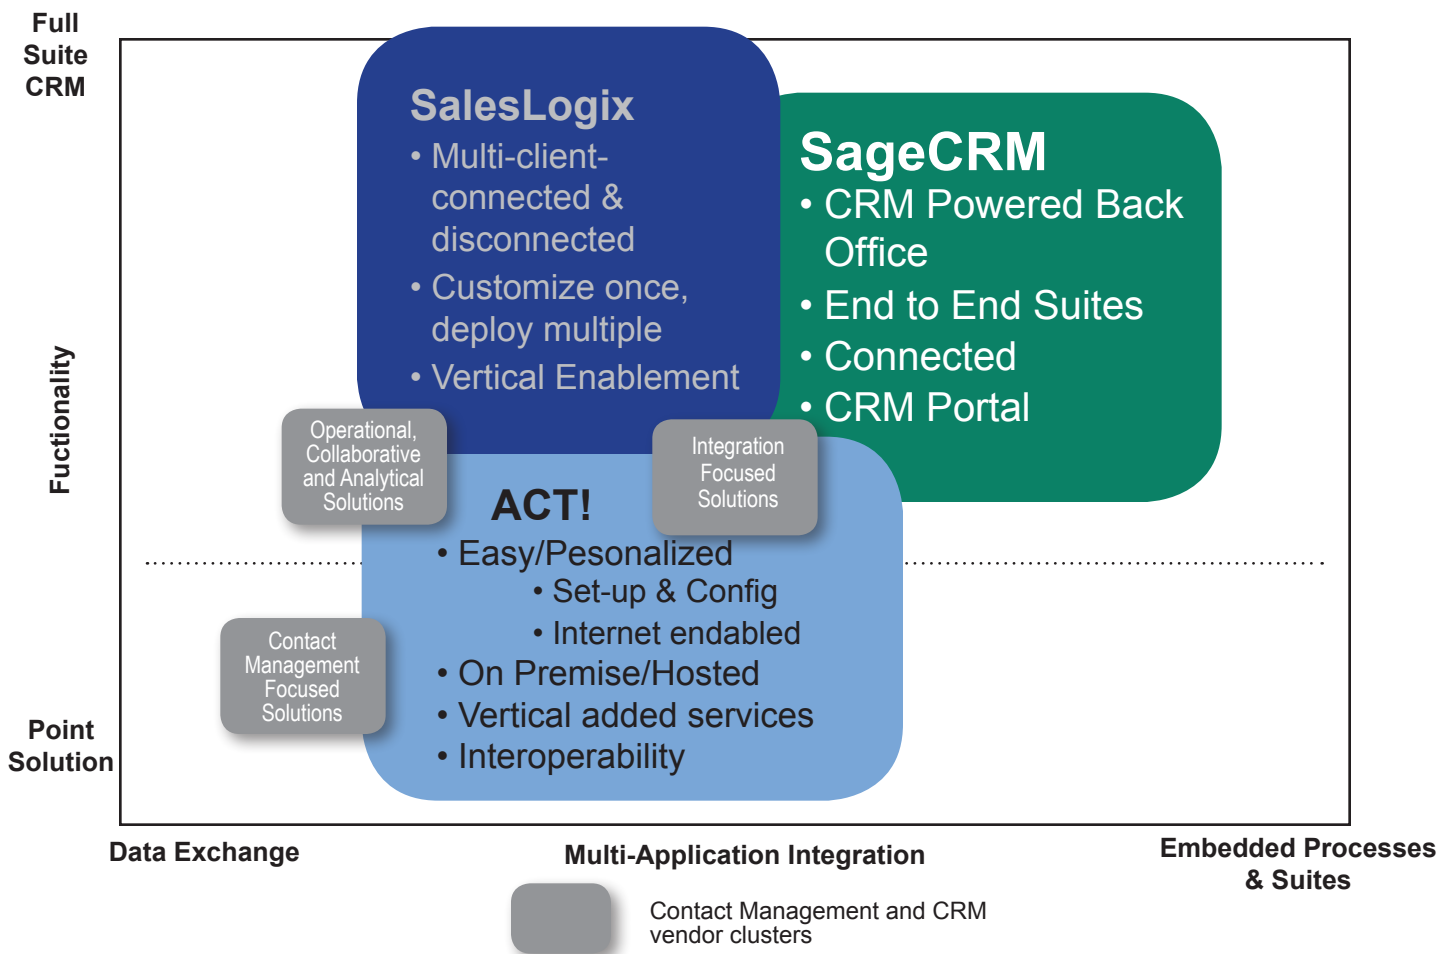 Full
Suite
CRM
SalesLogix
• Multi-client-
connected &
disconnected
• Customize once,
deploy multiple
• Vertical Enablement
SageCRM
• CRM Powered Back
Office
• End to End Suites
• Connected
• CRM Portal
Fuctionality
Operational,
Collaborative
and Analytical
Solutions
Integration
Focused
Solutions
ACT!
• Easy/Pesonalized
• Set-up & Config
• Internet endabled
• On Premise/Hosted
• Vertical added services
• Interoperability
Contact
Management
Focused
Solutions
Point
Solution
Data Exchange
Multi-Application Integration
Embedded Processes
& Suites
Contact Management and CRM
vendor clusters